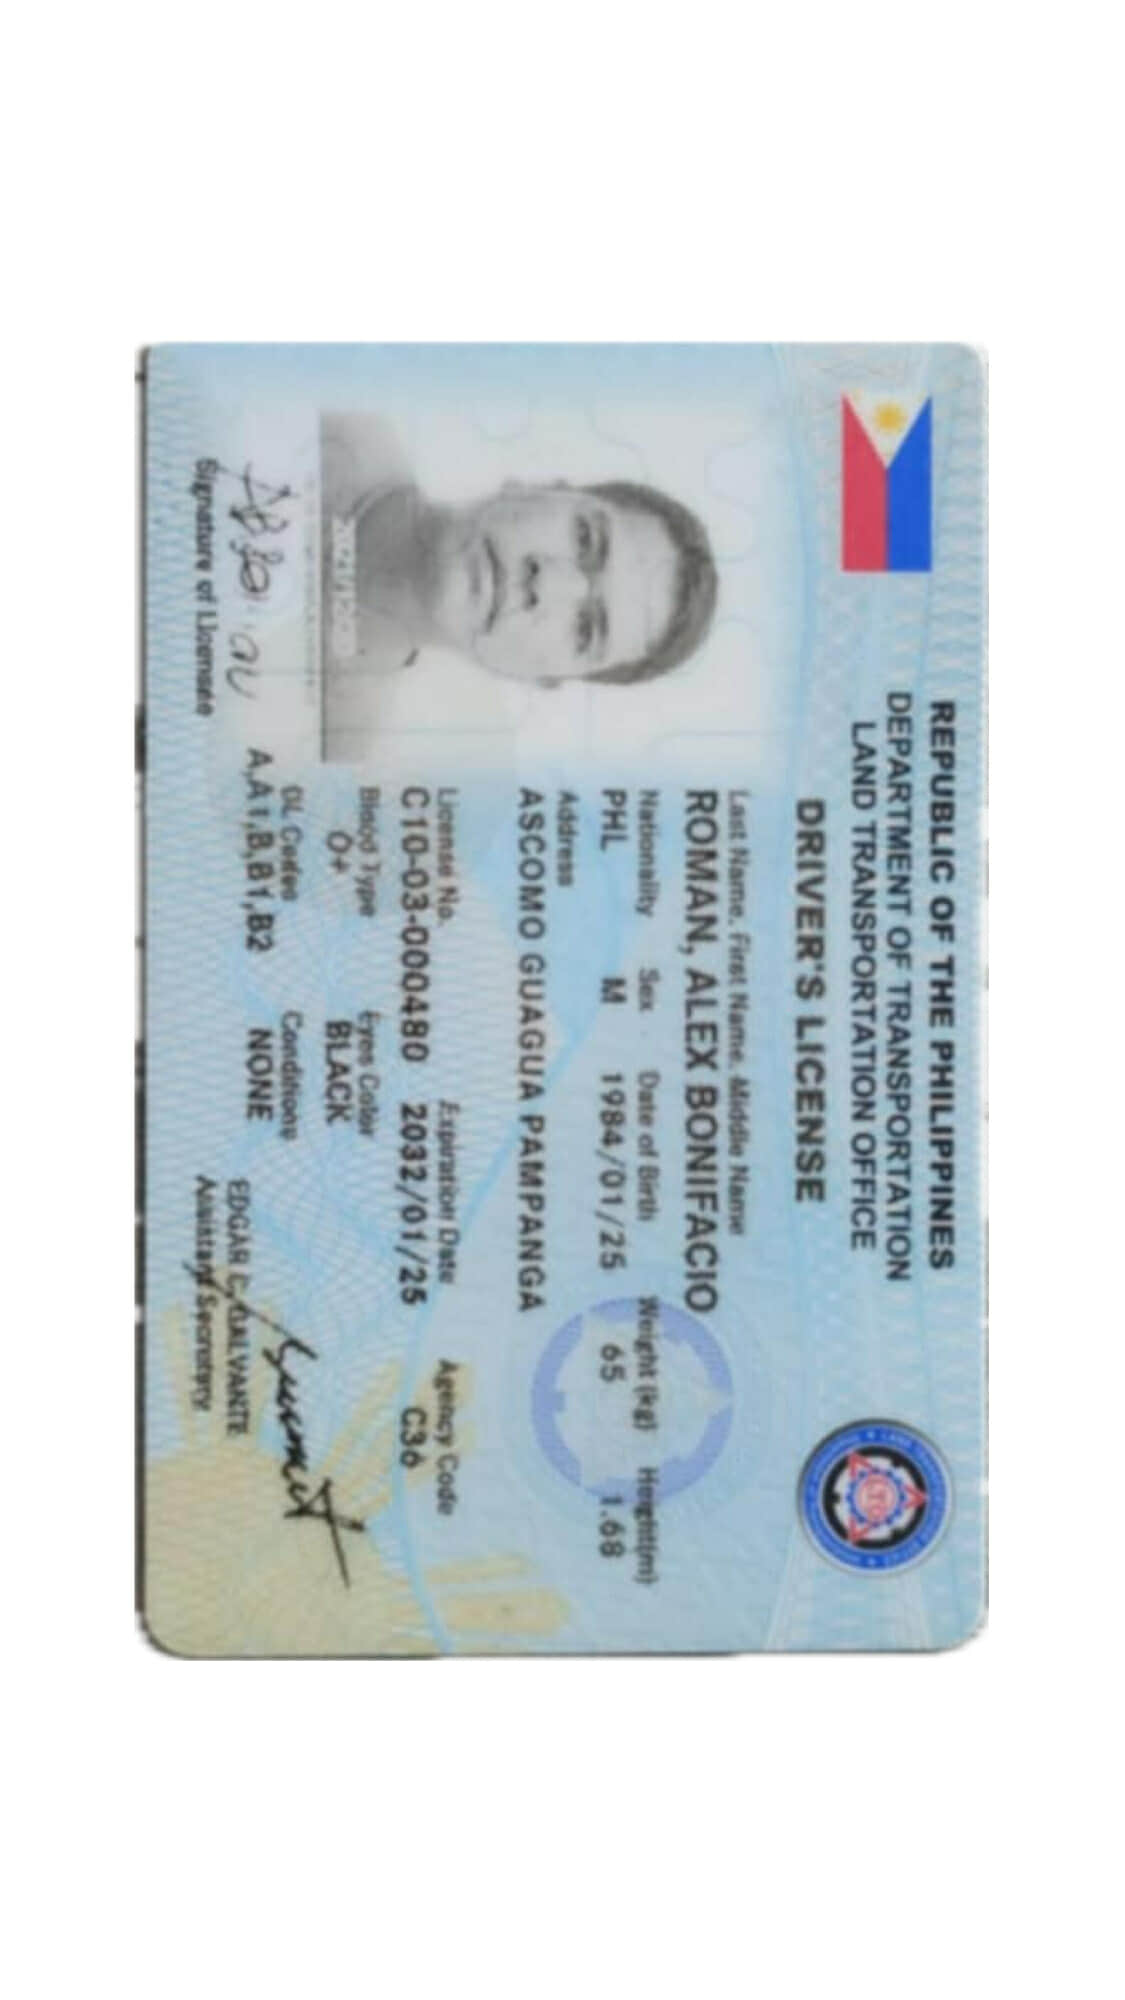 REPUBLIC OF THE PHILIPPINES
DEPARTMENT OF TRANSPORTATION
LAND TRANSPORTATION OFFICE
DRIVER'S LICENSE
Last Name, First Name, Middle Name
ROMAN, ALEX BONIFACIO
Nationality Sex Date of Birth Weight (kg) Height(m)
PHL M 1984/01/25 65 1.68
Address
ASCOMO GUAGUA PAMPANGA
License No. Expiration Date Agency Code
C10-03-000480 2032/01/25 C36
Blood Type Eyes Color
O+ BLACK
DL Codes Conditions
A,A1,B,B1,B2 NONE
Signature of Licensee
EDGAR C. GALVANTE
Assistant Secretary
LTO